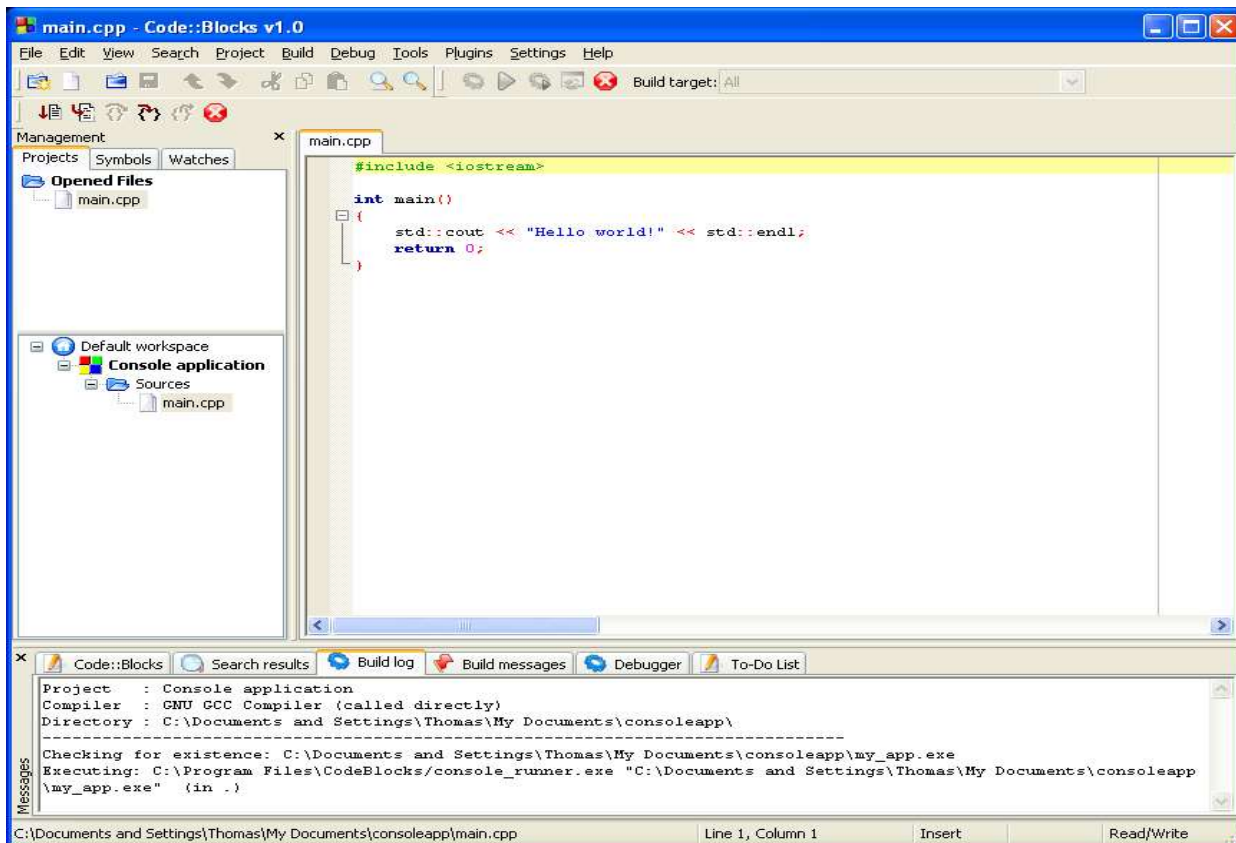 main.cpp - Code::Blocks v1.0
File Edit View Search Project Build Debug Tools Plugins Settings Help
Build target: All
Management
Projects Symbols Watches
Opened Files
main.cpp
Default workspace
Console application
Sources
main.cpp
main.cpp
#include <iostream>
int main()
{
std::cout << "Hello world!" << std::endl;
return 0;
}
Code::Blocks Search results Build log Build messages Debugger To-Do List
Messages
Project : Console application
Compiler : GNU GCC Compiler (called directly)
Directory : C:\Documents and Settings\Thomas\My Documents\consoleapp\
--------------------------------------------------------------------------------
Checking for existence: C:\Documents and Settings\Thomas\My Documents\consoleapp\my_app.exe
Executing: C:\Program Files\CodeBlocks/console_runner.exe "C:\Documents and Settings\Thomas\My Documents\consoleapp
\my_app.exe" (in .)
C:\Documents and Settings\Thomas\My Documents\consoleapp\main.cpp Line 1, Column 1 Insert Read/Write